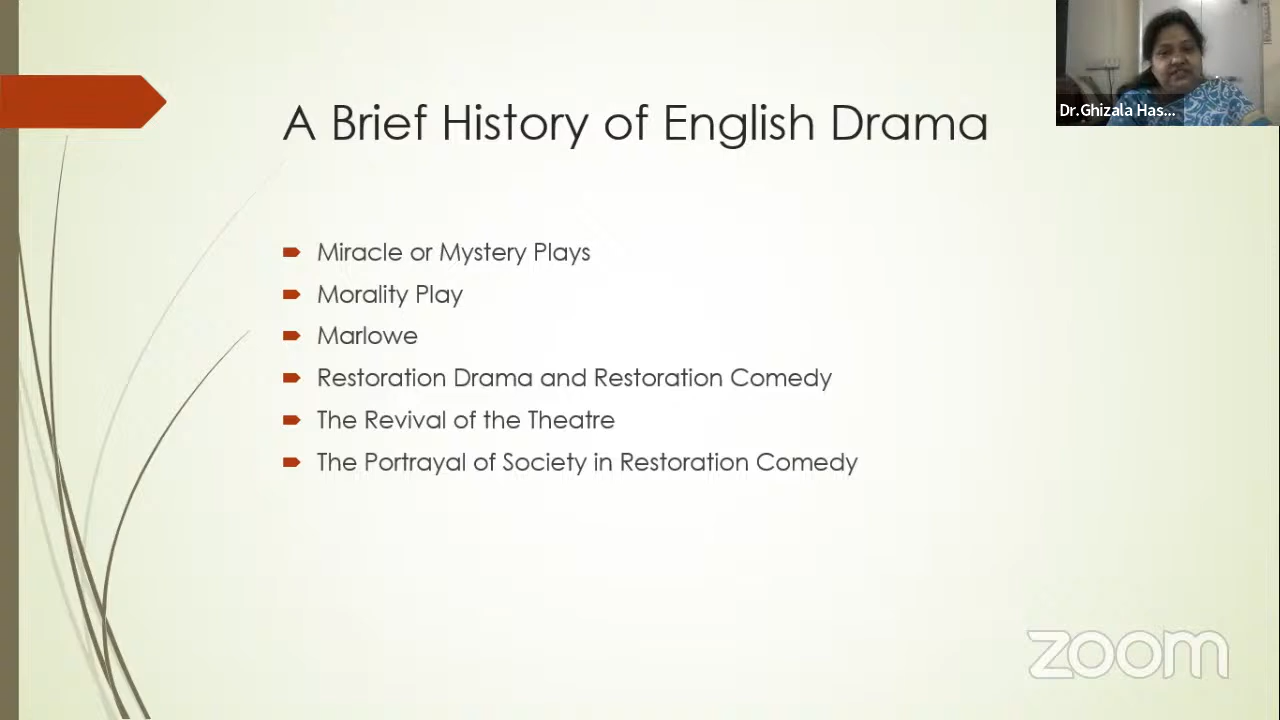 A Brief History of English Drama
Dr.Ghizala Has...
Miracle or Mystery Plays
Morality Play
Marlowe
Restoration Drama and Restoration Comedy
The Revival of the Theatre
The Portrayal of Society in Restoration Comedy
zoom